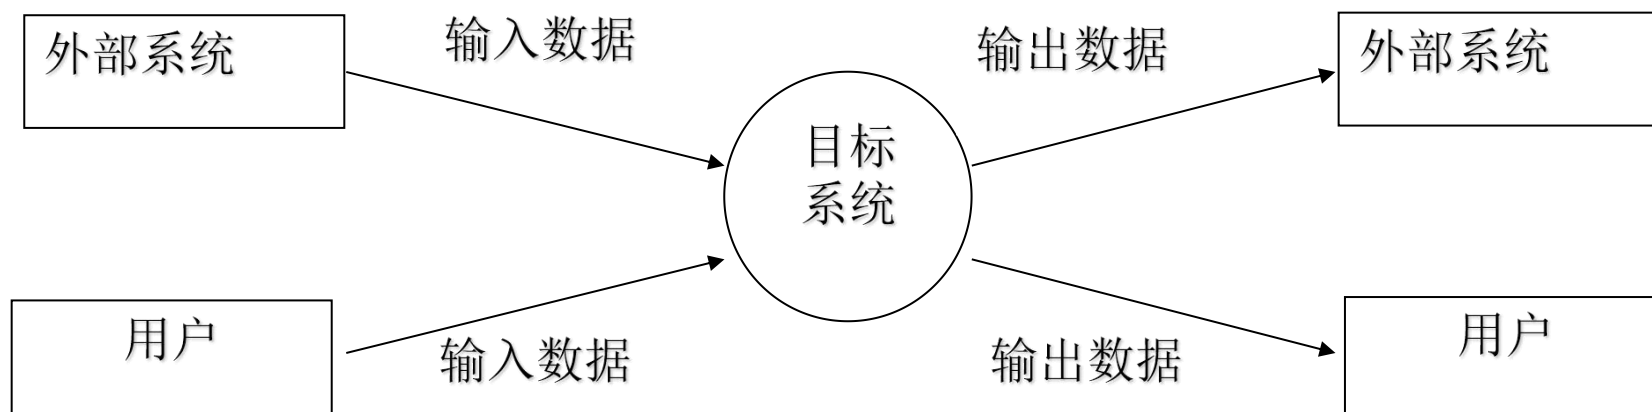 外部系统
输入数据
输出数据
外部系统
目标
系统
用户
输入数据
输出数据
用户